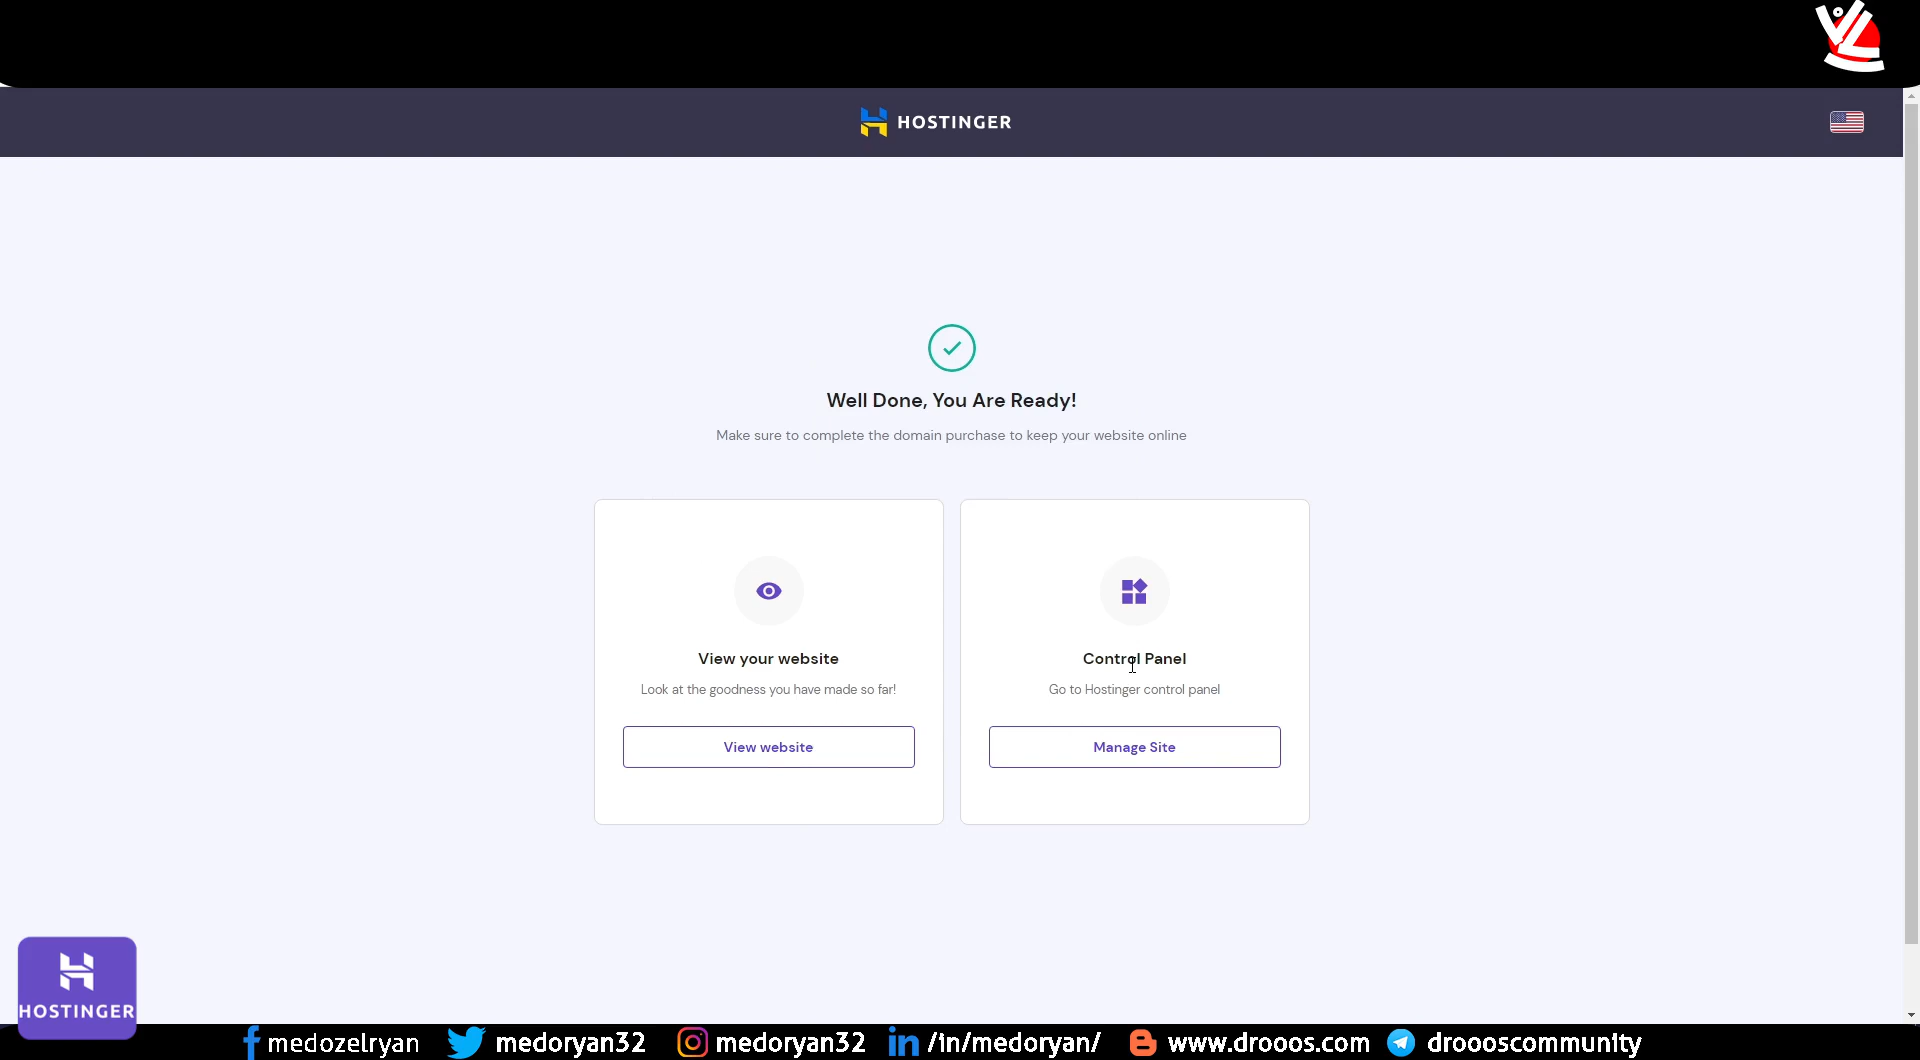 HOSTINGER
Well Done, You Are Ready!
Make sure to complete the domain purchase to keep your website online
View your website
Look at the goodness you have made so far!
View website
Control Panel
Go to Hostinger control panel
Manage Site
HOSTINGER
medozelryan medoryan32 medoryan32 /in/medoryan/ www.drooos.com droooscommunity